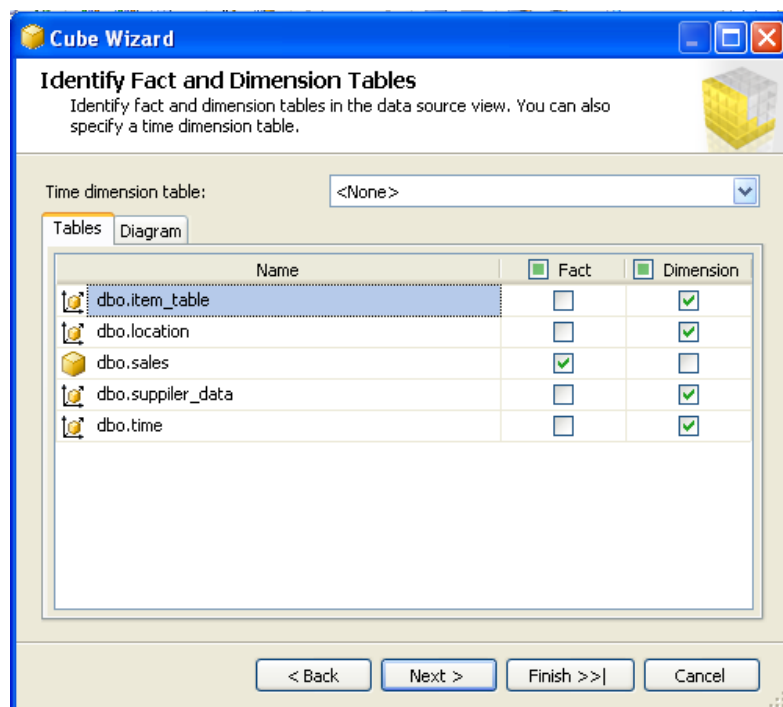 Cube Wizard
Identify Fact and Dimension Tables
Identify fact and dimension tables in the data source view. You can also
specify a time dimension table.
Time dimension table: <None>
Tables Diagram
Name Fact Dimension
dbo.item_table
dbo.location
dbo.sales
dbo.suppiler_data
dbo.time
< Back Next > Finish >>| Cancel